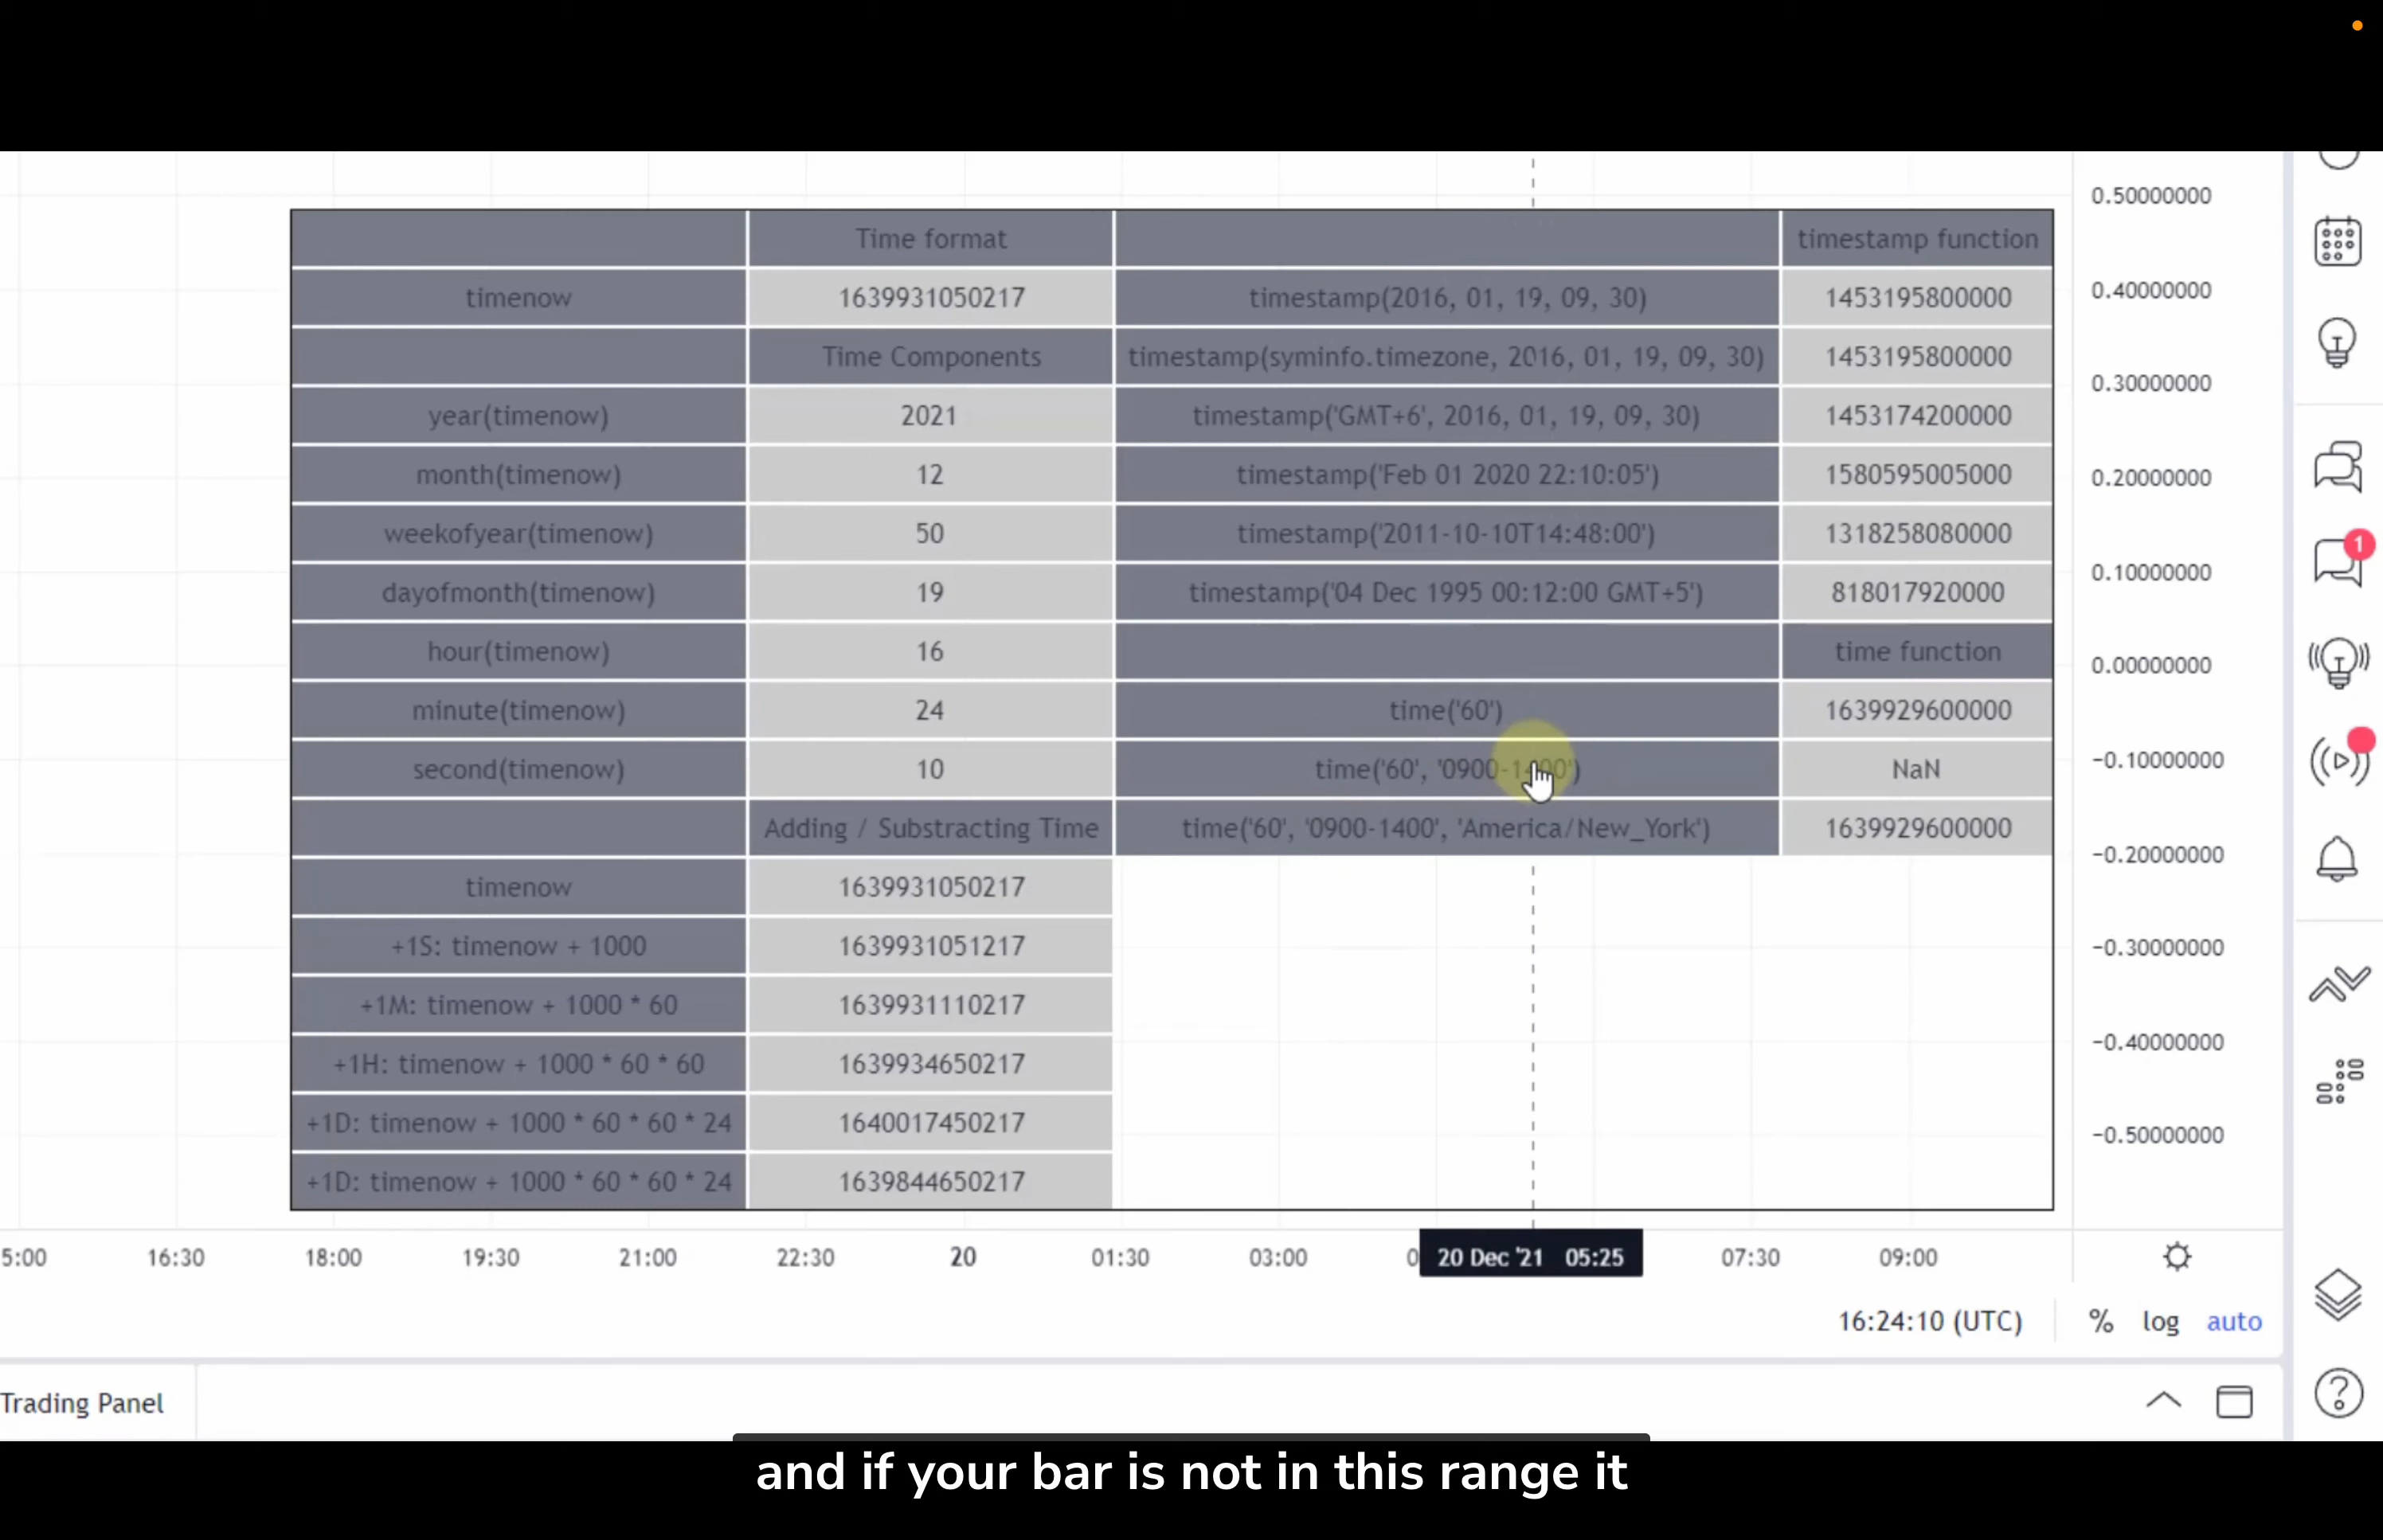 0.50000000
Time format timestamp function
timenow 1639931050217 timestamp(2016, 01, 19, 09, 30) 1453195800000
0.40000000
Time Components timestamp(syminfo.timezone, 2016, 01, 19, 09, 30) 1453195800000
0.30000000
year(timenow) 2021 timestamp('GMT+6', 2016, 01, 19, 09, 30) 1453174200000
month(timenow) 12 timestamp('Feb 01 2020 22:10:05') 1580595005000
0.20000000
weekofyear(timenow) 50 timestamp('2011-10-10T14:48:00') 1318258080000
1
0.10000000
dayofmonth(timenow) 19 timestamp('04 Dec 1995 00:12:00 GMT+5') 818017920000
hour(timenow) 16 time function
0.00000000
minute(timenow) 24 time('60') 1639929600000
second(timenow) 10 time('60', '0900-1400') NaN
-0.10000000
Adding / Substracting Time time('60', '0900-1400', 'America/New_York') 1639929600000
-0.20000000
timenow 1639931050217
+1S: timenow + 1000 1639931051217
-0.30000000
+1M: timenow + 1000 * 60 1639931110217
-0.40000000
+1H: timenow + 1000 * 60 * 60 1639934650217
+1D: timenow + 1000 * 60 * 60 * 24 1640017450217
-0.50000000
+1D: timenow + 1000 * 60 * 60 * 24 1639844650217
5:00 16:30 18:00 19:30 21:00 22:30 20 01:30 03:00 0 20 Dec '21 05:25 07:30 09:00
16:24:10 (UTC) % log auto
Trading Panel
and if your bar is not in this range it